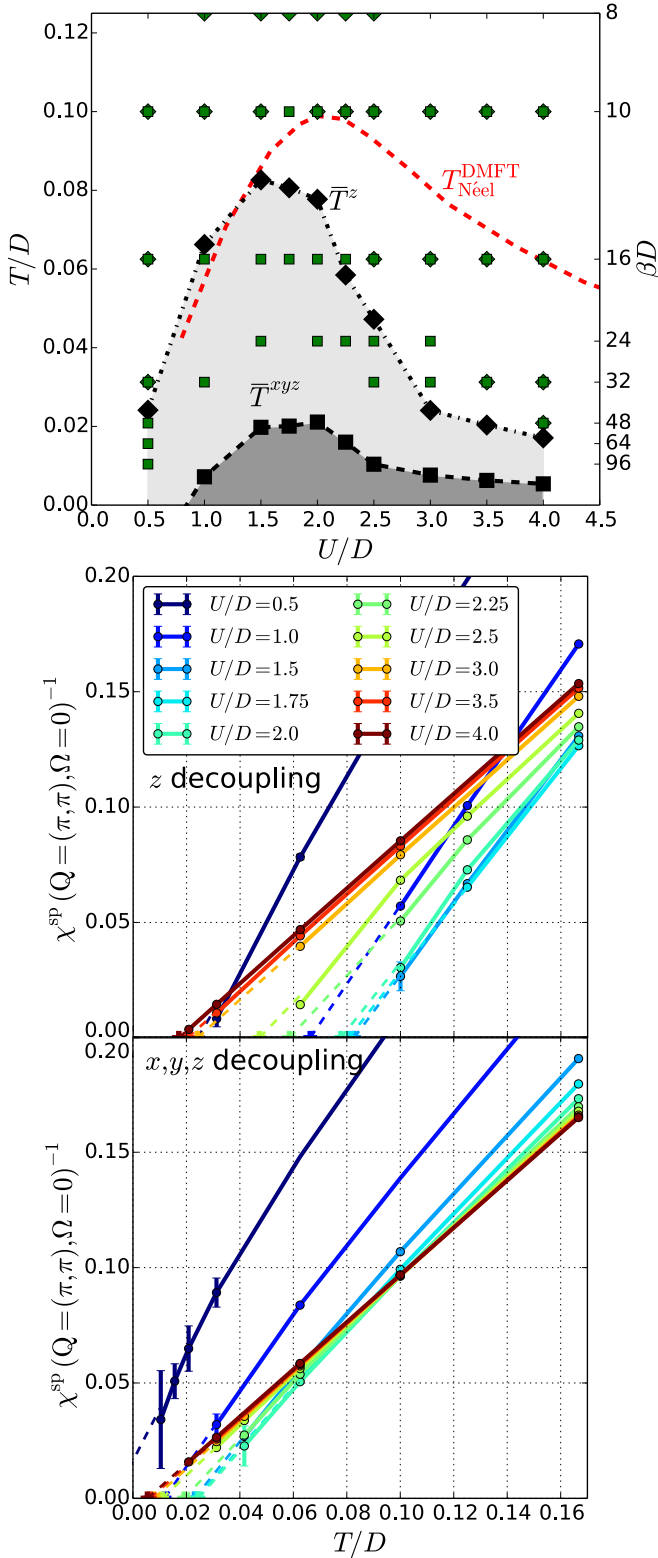 0.12
0.10
0.08
0.06
0.04
0.02
0.00
T/D
8
10
16
24
32
48
64
96
βD
T_Néel^DMFT
T̅^z
T̅^xyz
0.0 0.5 1.0 1.5 2.0 2.5 3.0 3.5 4.0 4.5
U/D
0.20
0.15
0.10
0.05
0.00
χ^sp(Q=(π,π),Ω=0)^−1
U/D=0.5
U/D=1.0
U/D=1.5
U/D=1.75
U/D=2.0
U/D=2.25
U/D=2.5
U/D=3.0
U/D=3.5
U/D=4.0
z decoupling
0.20
0.15
0.10
0.05
0.00
χ^sp(Q=(π,π),Ω=0)^−1
x,y,z decoupling
0.00 0.02 0.04 0.06 0.08 0.10 0.12 0.14 0.16
T/D